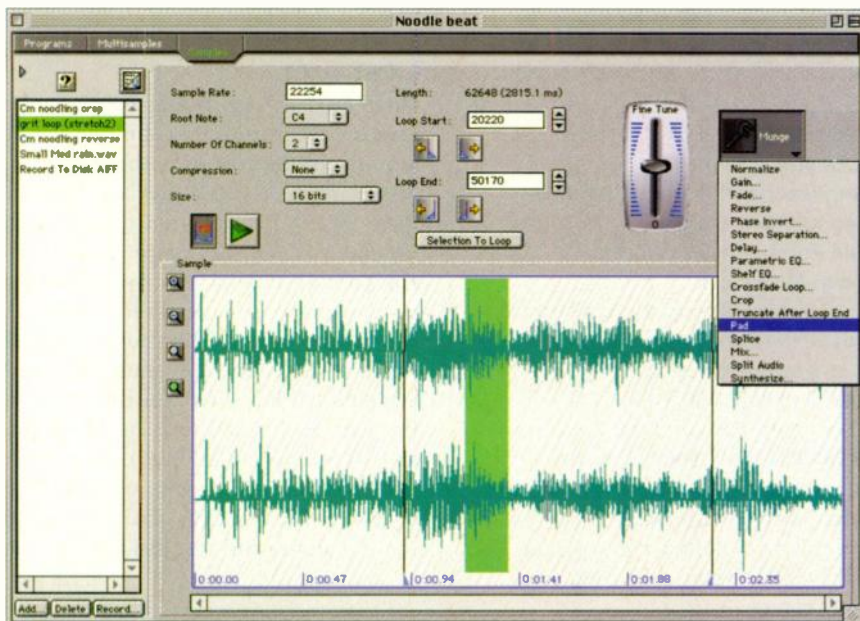 Noodle beat
Programs
Multisamples
Samples
?
Cm noodling crop
grit loop (stretch2)
Cm noodling reverse
Small Med rain.wav
Record To Disk AIFF
Add...
Delete
Record...
Sample Rate: 22254
Root Note: C4
Number Of Channels: 2
Compression: None
Size: 16 bits
Length: 62648 (2815.1 ms)
Loop Start: 20220
Loop End: 50170
Selection To Loop
Fine Tune
0
Munge
Normalize
Gain...
Fade...
Reverse
Phase Invert...
Stereo Separation...
Delay...
Parametric EQ...
Shelf EQ...
Crossfade Loop...
Crop
Truncate After Loop End
Pad
Splice
Mix...
Split Audio
Synthesize...
Sample
0:00.00
0:00.47
0:00.94
0:01.41
0:01.88
0:02.35